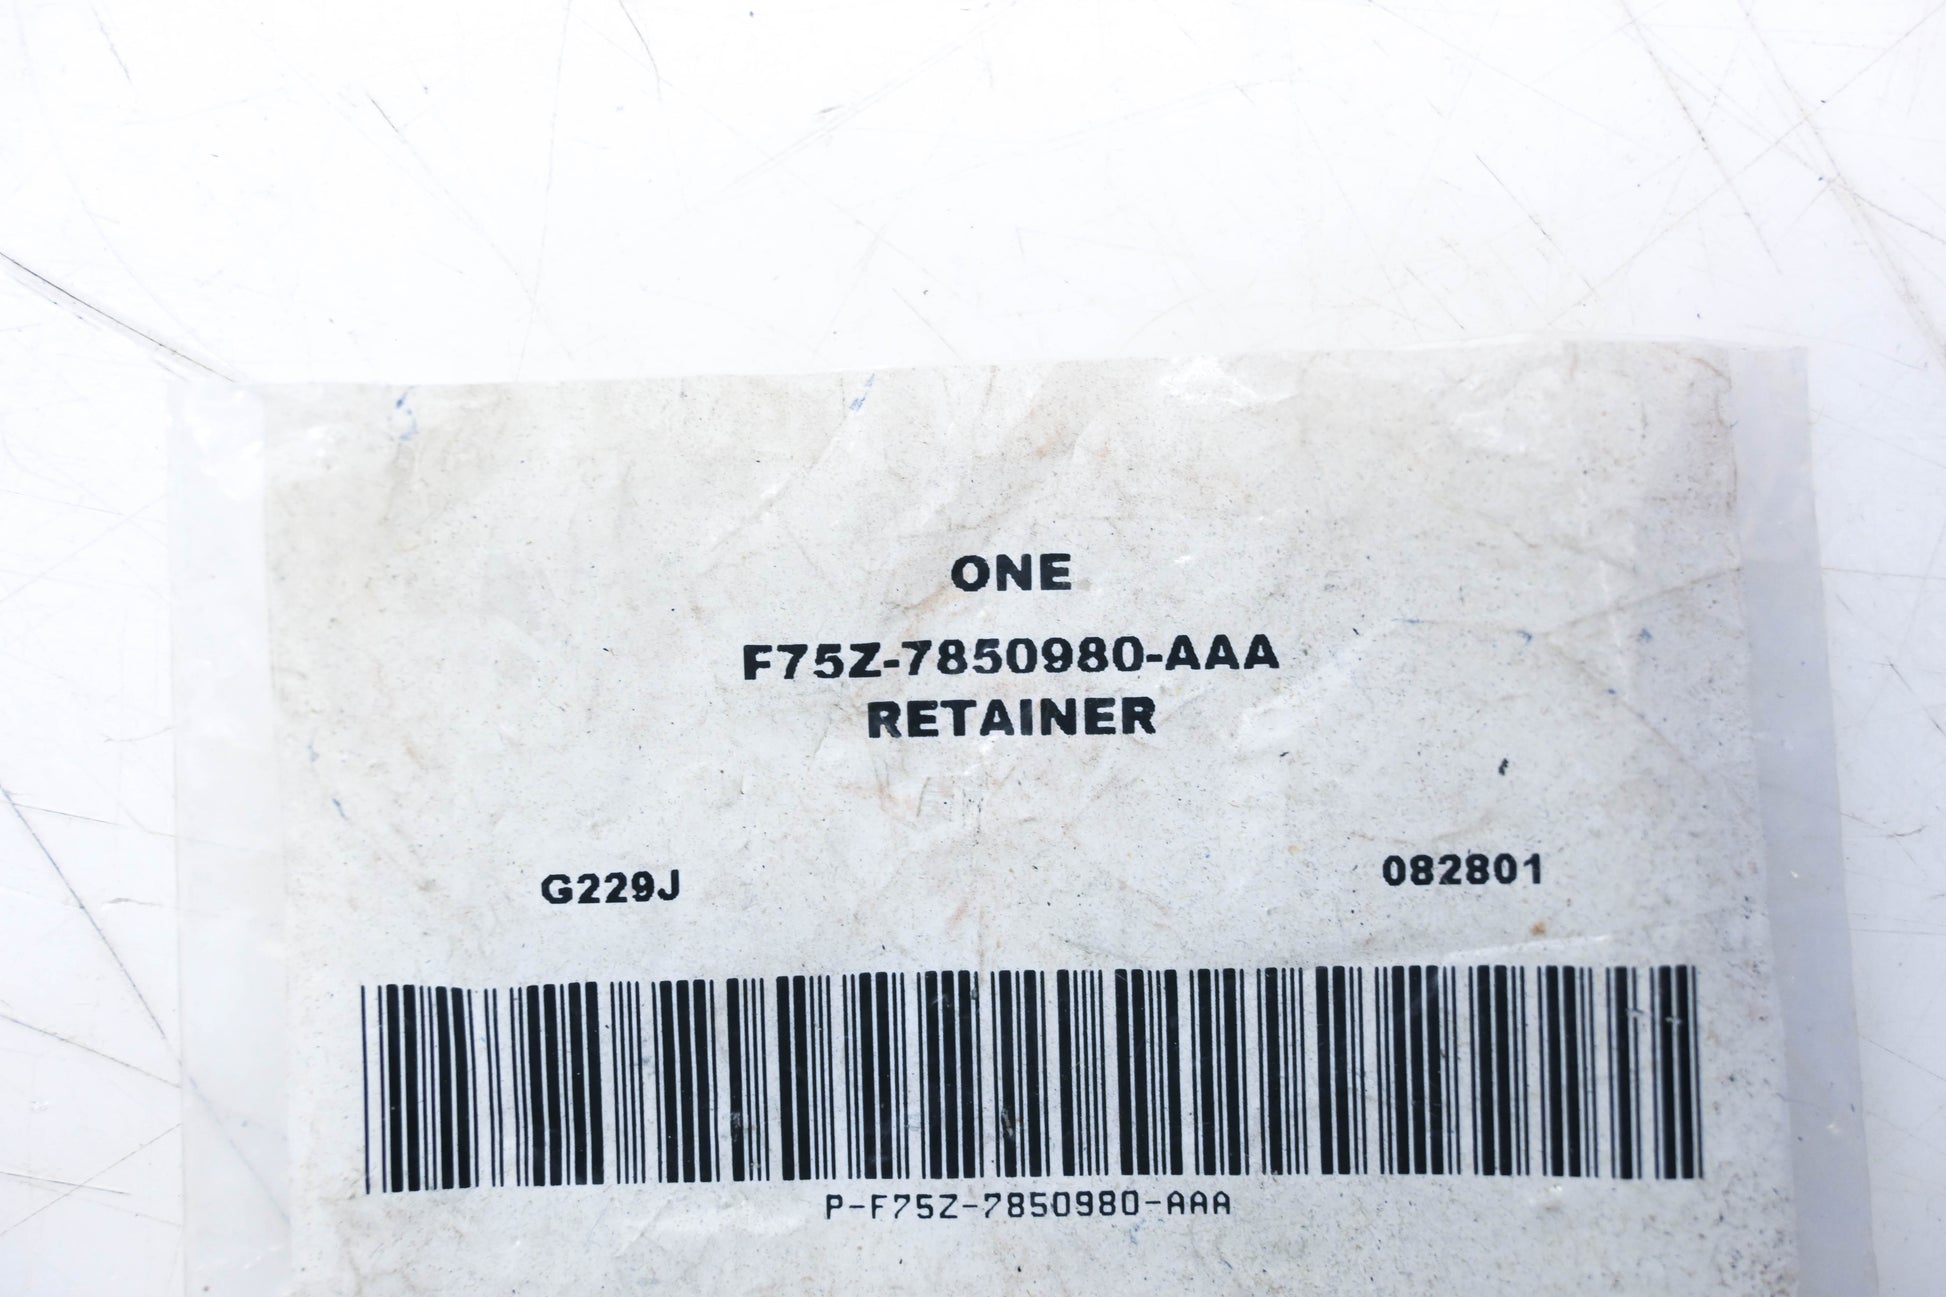 ONE
F75Z-7850980-AAA
RETAINER
G229J 082801
P-F75Z-7850980-AAA